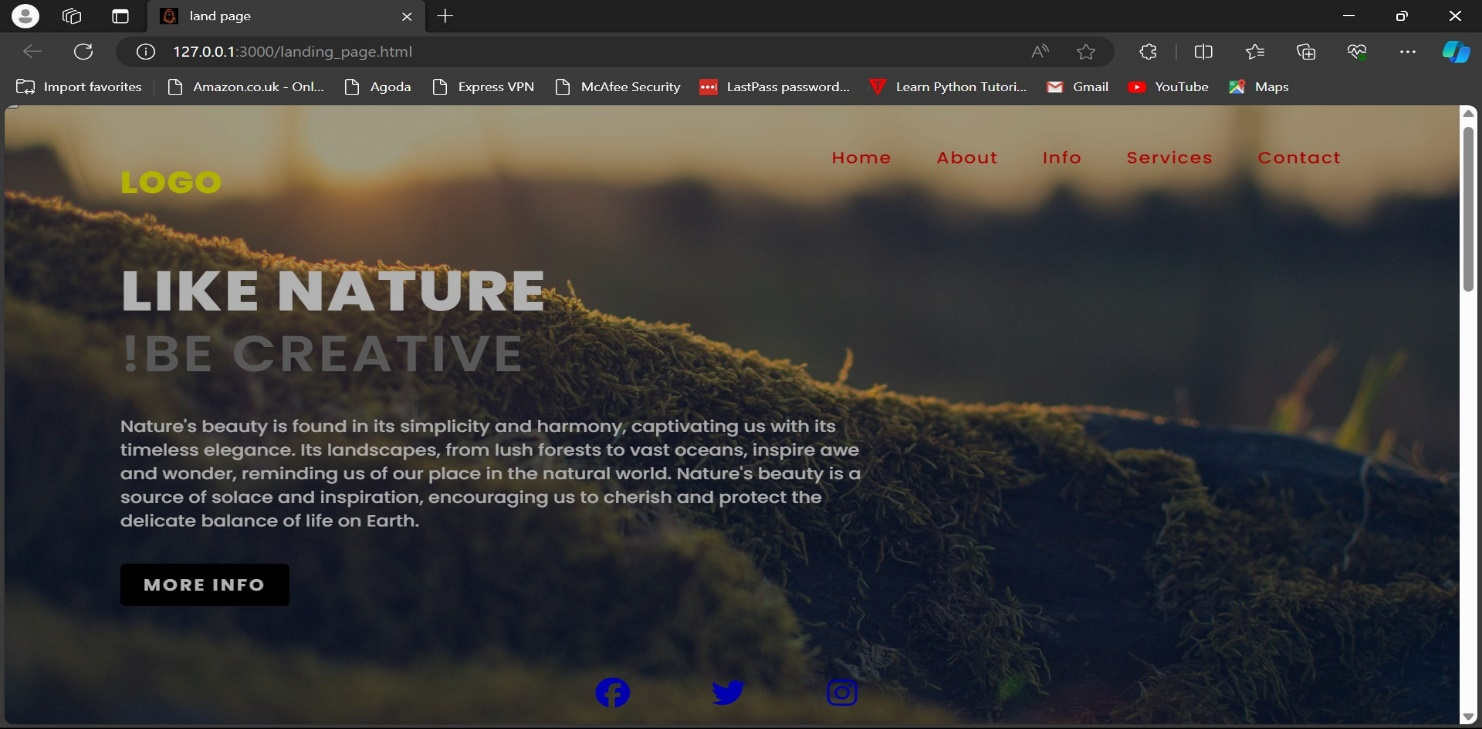 land page
127.0.0.1:3000/landing_page.html
Import favorites Amazon.co.uk - Onl... Agoda Express VPN McAfee Security LastPass password... Learn Python Tutori... Gmail YouTube Maps
Home About Info Services Contact
LOGO
LIKE NATURE
!BE CREATIVE
Nature's beauty is found in its simplicity and harmony, captivating us with its
timeless elegance. Its landscapes, from lush forests to vast oceans, inspire awe
and wonder, reminding us of our place in the natural world. Nature's beauty is a
source of solace and inspiration, encouraging us to cherish and protect the
delicate balance of life on Earth.
MORE INFO